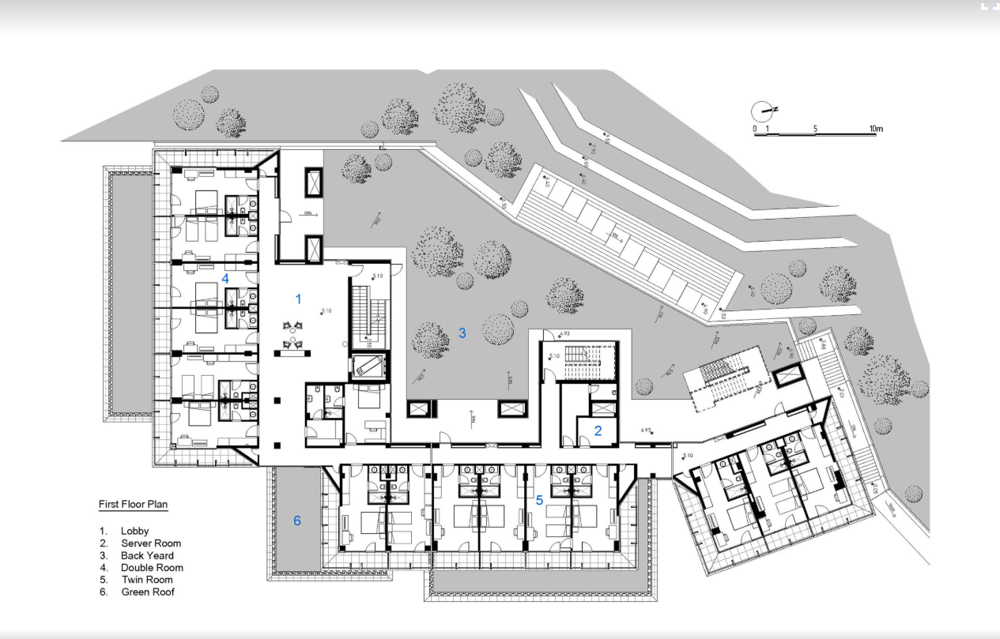 N
0 1 5 10m
5.10
1
5.10
4
3
4.93
5.10
2
4.95
5.10
5
6
First Floor Plan
1. Lobby
2. Server Room
3. Back Yeard
4. Double Room
5. Twin Room
6. Green Roof